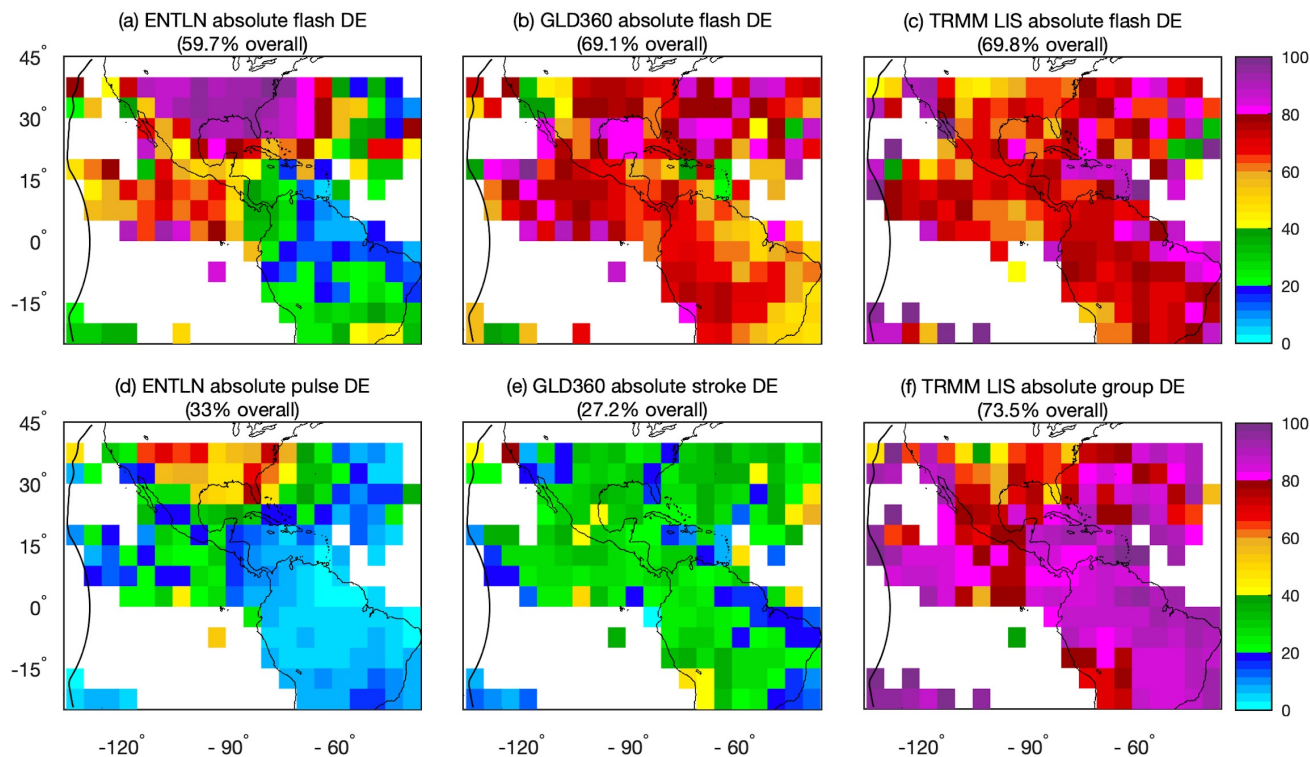 (a) ENTLN absolute flash DE
(59.7% overall)
(b) GLD360 absolute flash DE
(69.1% overall)
(c) TRMM LIS absolute flash DE
(69.8% overall)
45°
30°
15°
0°
-15°
100
80
60
40
20
0
(d) ENTLN absolute pulse DE
(33% overall)
(e) GLD360 absolute stroke DE
(27.2% overall)
(f) TRMM LIS absolute group DE
(73.5% overall)
45°
30°
15°
0°
-15°
100
80
60
40
20
0
-120° - 90° - 60°
-120° - 90° - 60°
-120° - 90° - 60°